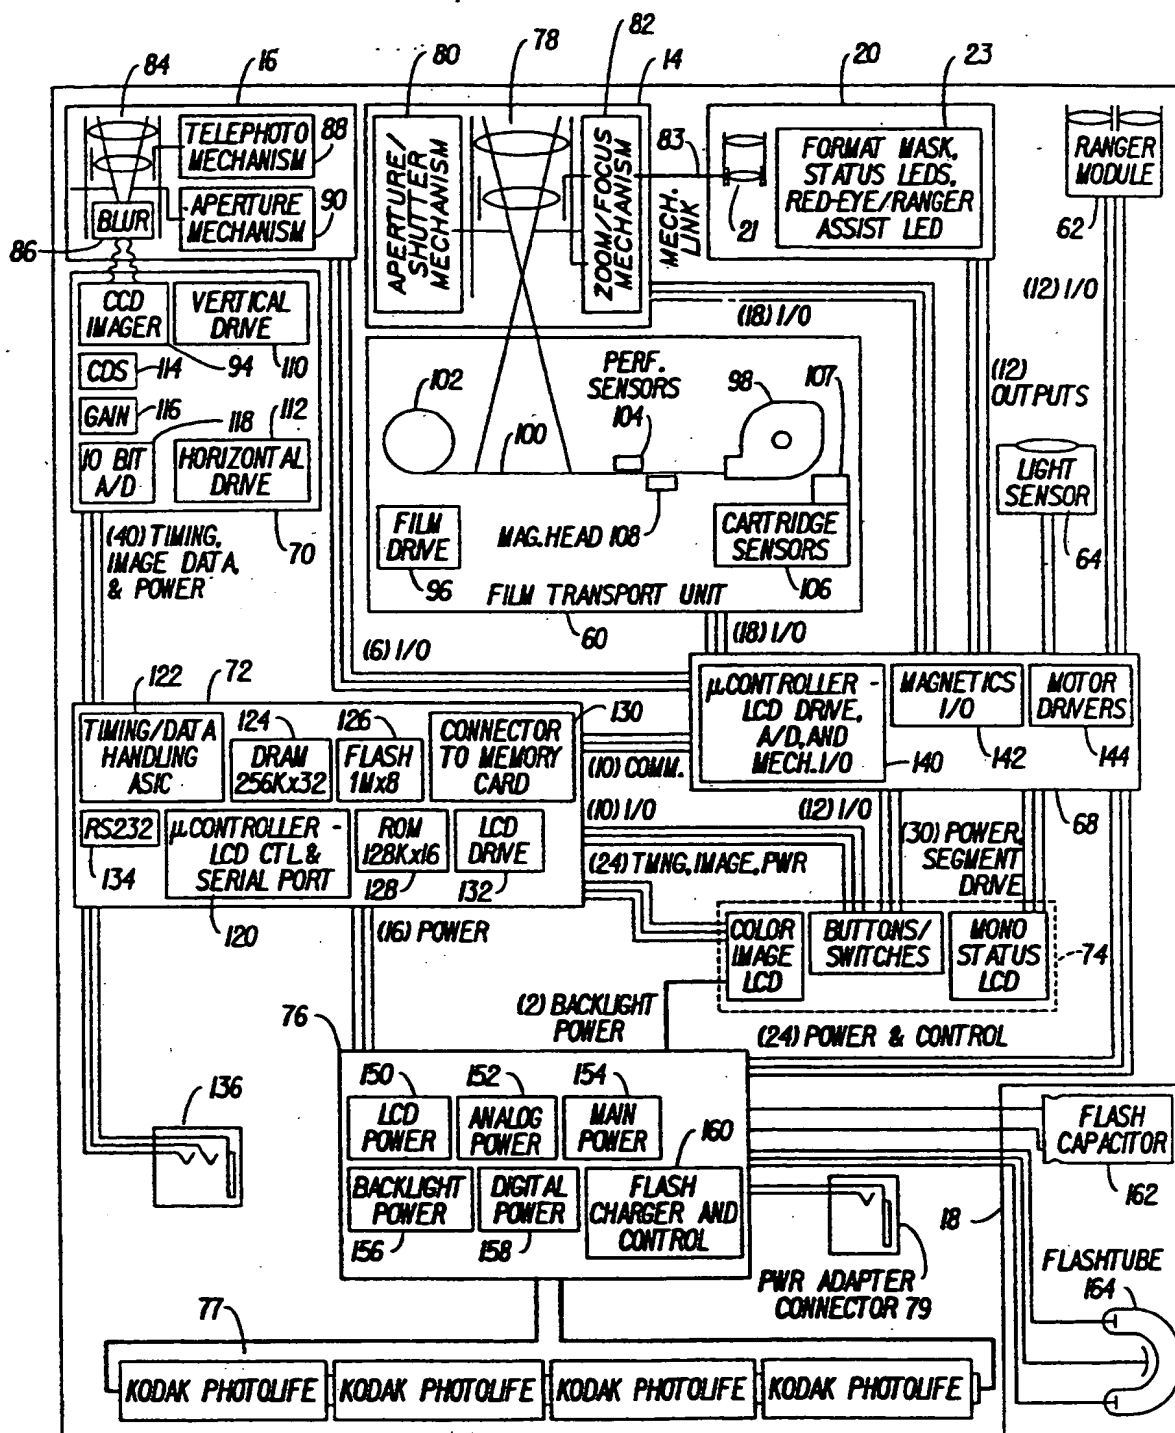 82
84
16
80
78
14
20
23
TELEPHOTO
MECHANISM
88
APERTURE
MECHANISM
90
BLUR
86
APERTURE/
SHUTTER
MECHANISM
ZOOM/FOCUS
MECHANISM
83
MECH.
LINK
21
FORMAT MASK,
STATUS LEDS,
RED-EYE/RANGER
ASSIST LED
RANGER
MODULE
62
CCD
IMAGER
VERTICAL
DRIVE
94
110
CDS
114
GAIN
116
118
112
10 BIT
A/D
HORIZONTAL
DRIVE
70
(18) I/O
(12) I/O
(12)
OUTPUTS
102
PERF.
SENSORS
104
98
107
100
FILM
DRIVE
96
MAG.HEAD 108
CARTRIDGE
SENSORS
106
FILM TRANSPORT UNIT
60
LIGHT
SENSOR
64
(40) TIMING,
IMAGE DATA,
& POWER
(6) I/O
(18) I/O
122
72
TIMING/DATA
HANDLING
ASIC
124
DRAM
256Kx32
126
FLASH
1Mx8
130
CONNECTOR
TO MEMORY
CARD
RS232
134
μCONTROLLER -
LCD CTL.&
SERIAL PORT
120
ROM
128Kx16
128
LCD
DRIVE
132
μCONTROLLER -
LCD DRIVE,
A/D, AND
MECH. I/O
140
MAGNETICS
I/O
142
MOTOR
DRIVERS
144
68
(10) COMM.
(10) I/O
(12) I/O
(24) TMNG, IMAGE, PWR
(30) POWER,
SEGMENT
DRIVE
COLOR
IMAGE
LCD
BUTTONS/
SWITCHES
MONO
STATUS
LCD
74
(16) POWER
(2) BACKLIGHT
POWER
(24) POWER & CONTROL
76
136
150
LCD
POWER
152
ANALOG
POWER
154
MAIN
POWER
160
BACKLIGHT
POWER
156
DIGITAL
POWER
158
FLASH
CHARGER AND
CONTROL
FLASH
CAPACITOR
162
18
PWR ADAPTER
CONNECTOR 79
FLASHTUBE
164
77
KODAK PHOTOLIFE
KODAK PHOTOLIFE
KODAK PHOTOLIFE
KODAK PHOTOLIFE